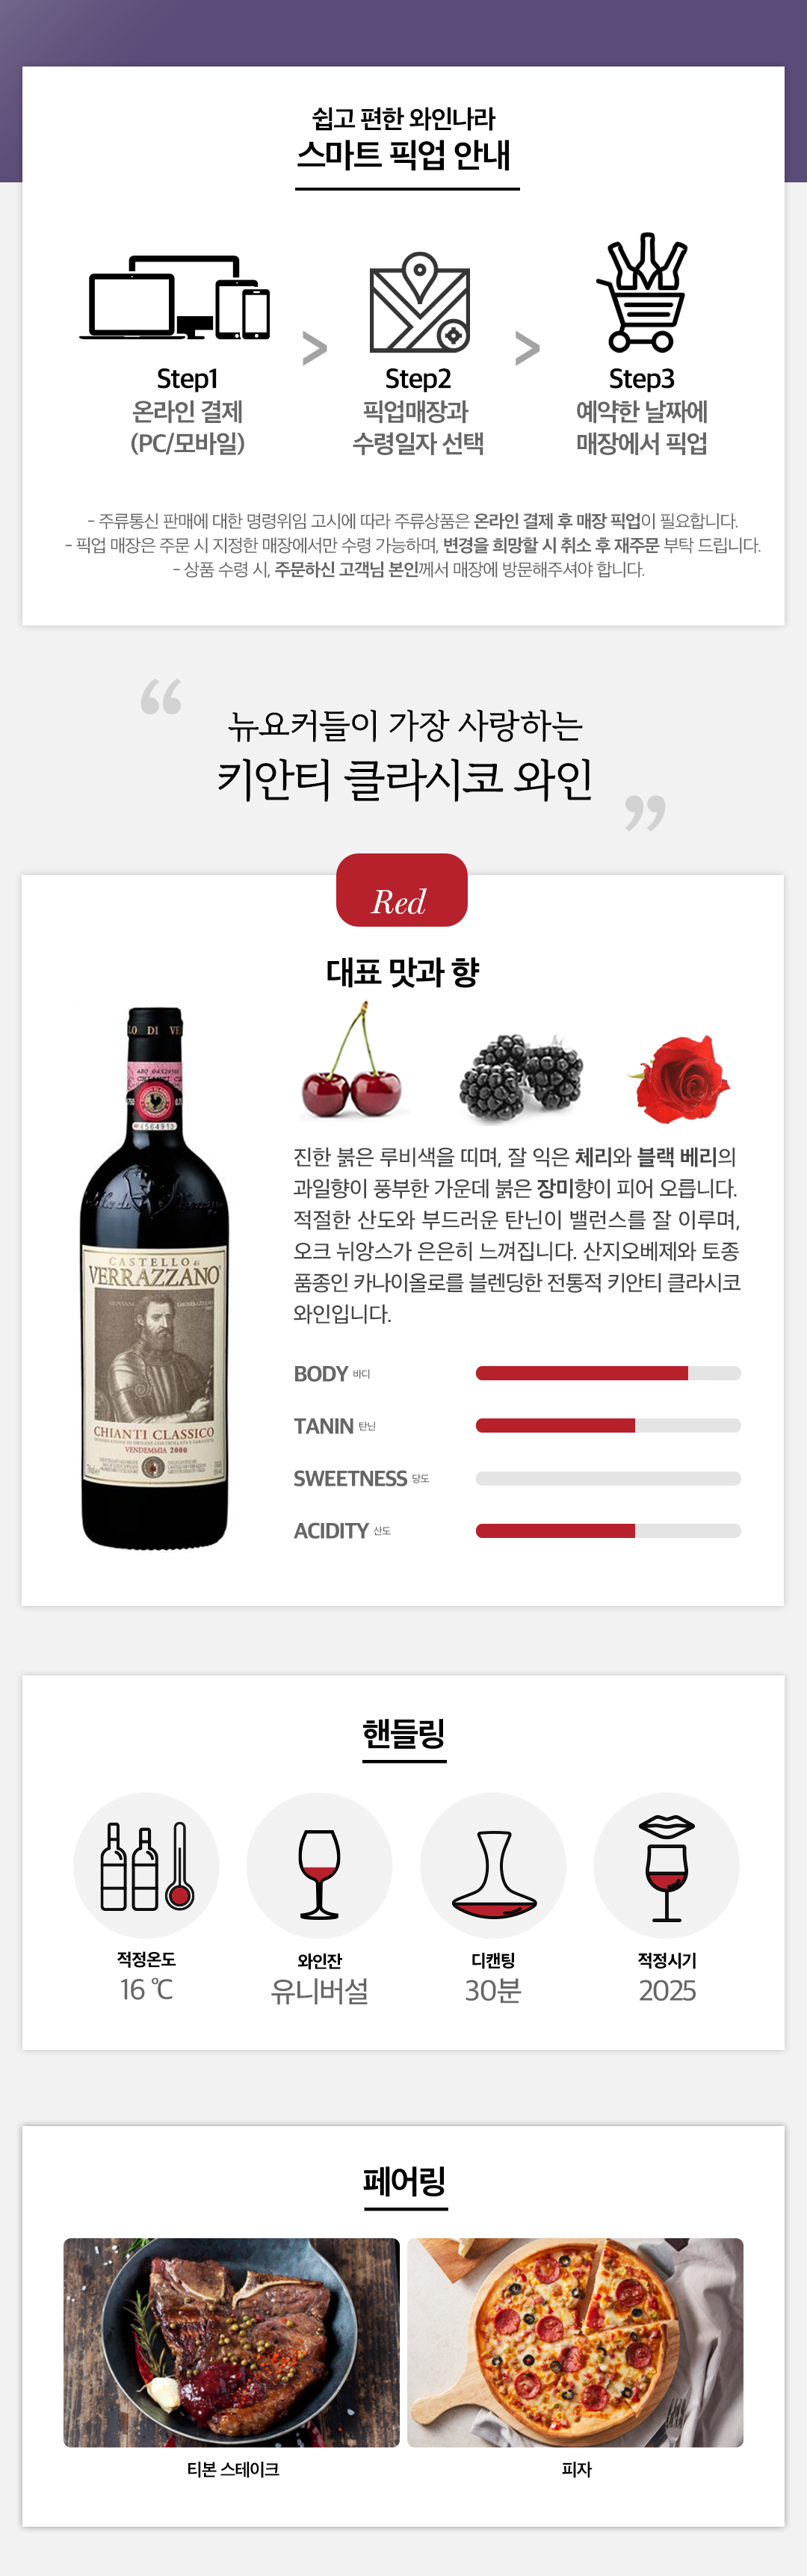 쉽고 편한 와인나라
스마트 픽업 안내
Step1
온라인 결제
(PC/모바일)
>
Step2
픽업매장과
수령일자 선택
>
Step3
예약한 날짜에
매장에서 픽업
- 주류통신 판매에 대한 명령위임 고시에 따라 주류상품은 온라인 결제 후 매장 픽업이 필요합니다.
- 픽업 매장은 주문 시 지정한 매장에서만 수령 가능하며, 변경을 희망할 시 취소 후 재주문 부탁 드립니다.
- 상품 수령 시, 주문하신 고객님 본인께서 매장에 방문해주셔야 합니다.
“
뉴요커들이 가장 사랑하는
키안티 클라시코 와인
”
Red
대표 맛과 향
진한 붉은 루비색을 띠며, 잘 익은 체리와 블랙 베리의
과일향이 풍부한 가운데 붉은 장미향이 피어 오릅니다.
적절한 산도와 부드러운 탄닌이 밸런스를 잘 이루며,
오크 뉘앙스가 은은히 느껴집니다. 산지오베제와 토종
품종인 카나이올로를 블렌딩한 전통적 키안티 클라시코
와인입니다.
CASTELLO di
VERRAZZANO
CHIANTI CLASSICO
VENDEMMIA 2008
BODY 바디
TANIN 탄닌
SWEETNESS 당도
ACIDITY 산도
핸들링
적정온도
16 ℃
와인잔
유니버설
디캔팅
30분
적정시기
2025
페어링
티본 스테이크
피자